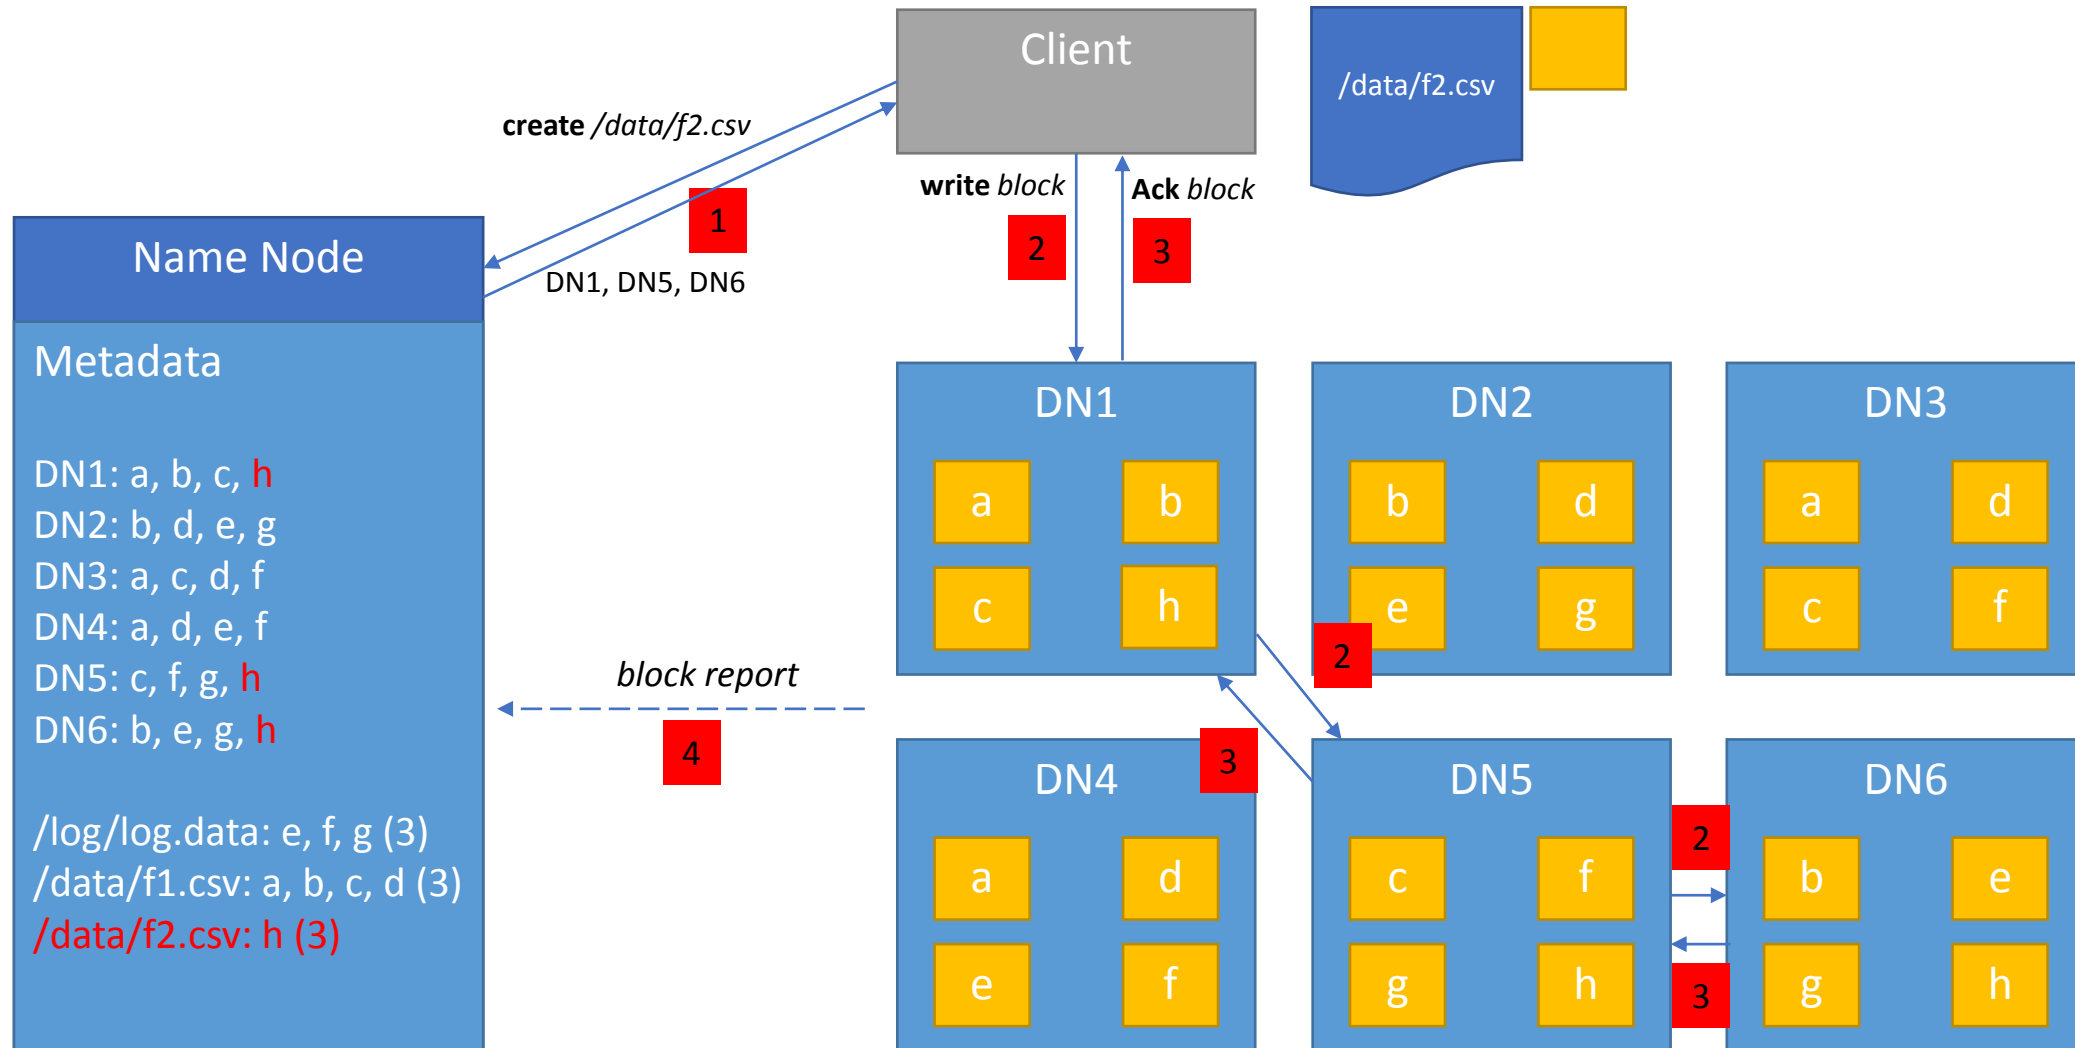 Client
/data/f2.csv
create /data/f2.csv
1
DN1, DN5, DN6
write block
2
Ack block
3
Name Node
Metadata
DN1: a, b, c, h
DN2: b, d, e, g
DN3: a, c, d, f
DN4: a, d, e, f
DN5: c, f, g, h
DN6: b, e, g, h
/log/log.data: e, f, g (3)
/data/f1.csv: a, b, c, d (3)
/data/f2.csv: h (3)
block report
4
DN1
a b
c h
DN2
b d
e g
DN3
a d
c f
2
3
DN4
a d
e f
DN5
c f
g h
2
3
DN6
b e
g h